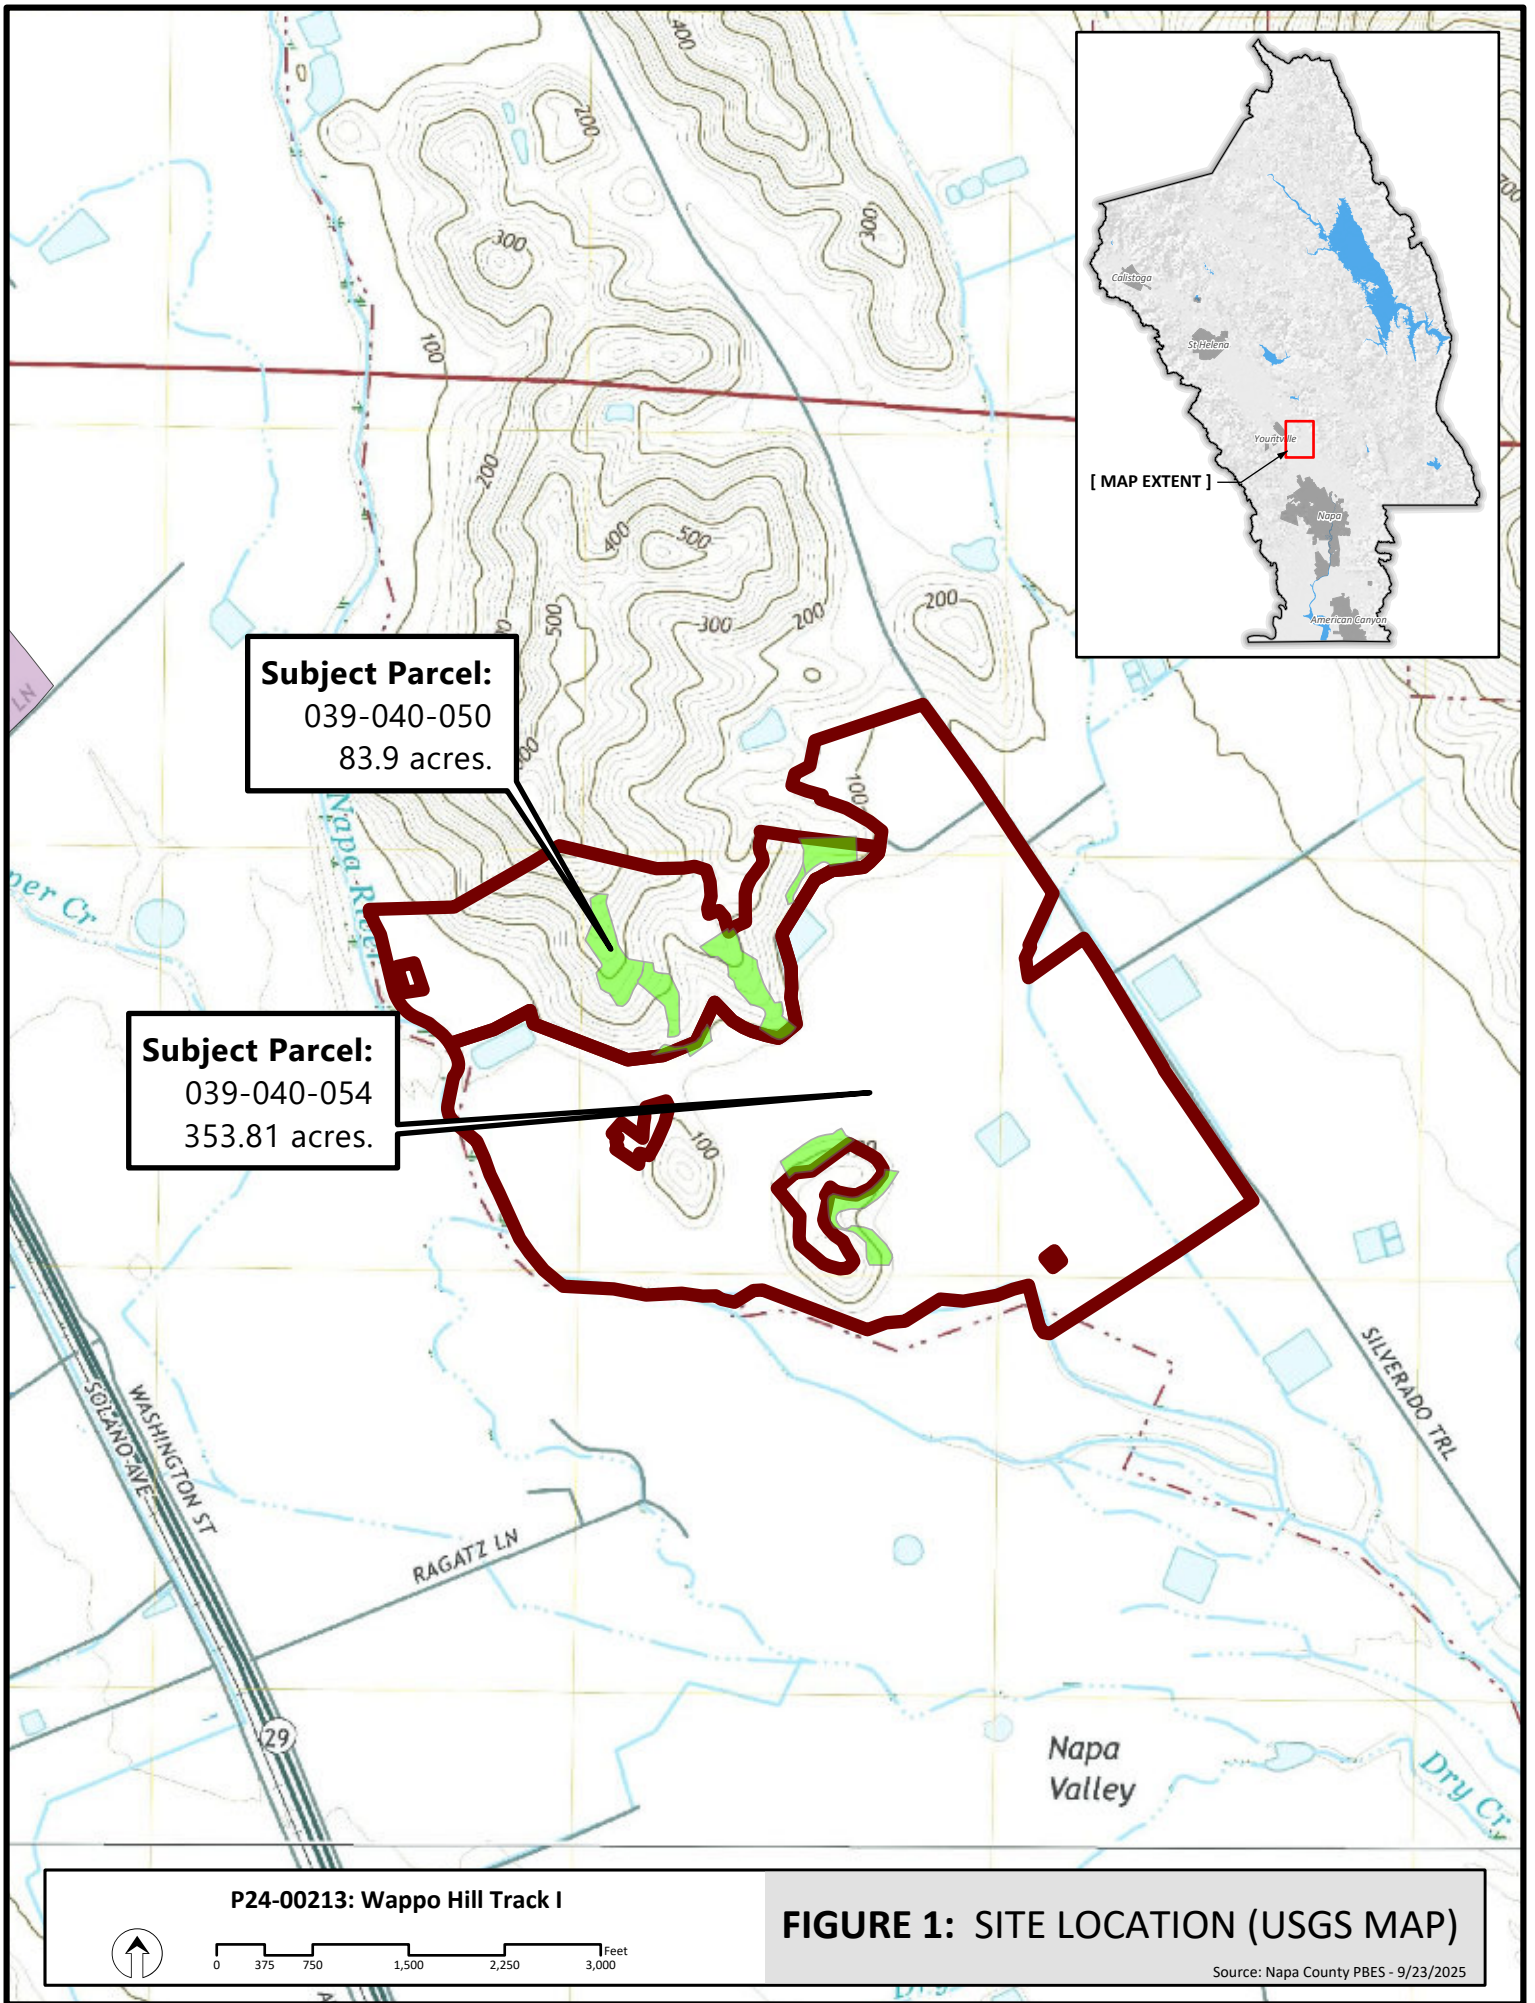 400
200
300
300
700
100
200
400
500
200
300
200
500
100
LN
Calistoga
St Helena
Yountville
[ MAP EXTENT ]
Napa
American Canyon
Subject Parcel:
039-040-050
83.9 acres.
Napa River
per Cr
Subject Parcel:
039-040-054
353.81 acres.
100
SILVERADO TRL
SOLANO AVE
WASHINGTON ST
RAGATZ LN
29
Napa
Valley
Dry Cr
P24-00213: Wappo Hill Track I
0 375 750 1,500 2,250 3,000 Feet
FIGURE 1: SITE LOCATION (USGS MAP)
Source: Napa County PBES - 9/23/2025